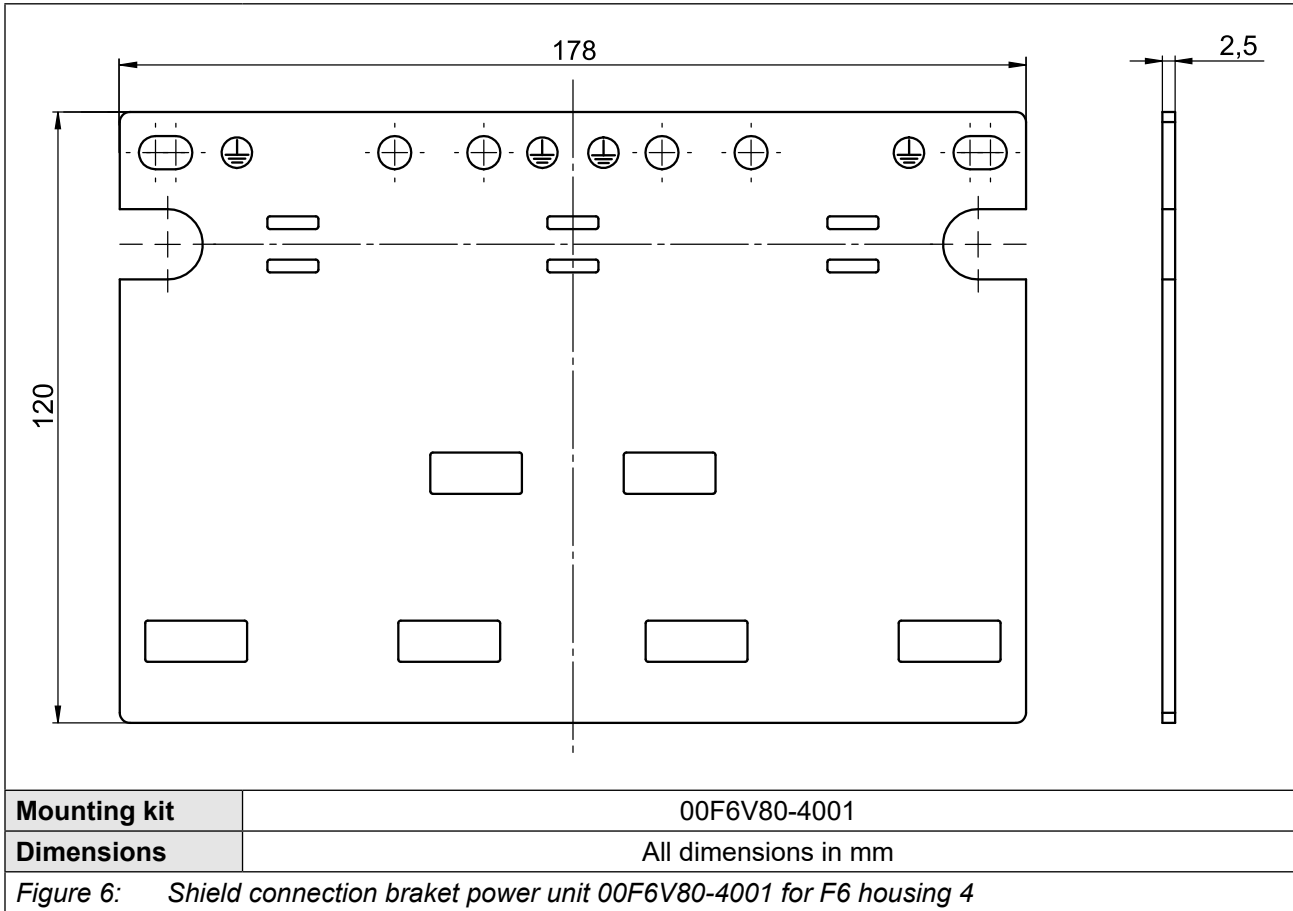 178
2,5
120
Mounting kit 00F6V80-4001
Dimensions All dimensions in mm
Figure 6: Shield connection braket power unit 00F6V80-4001 for F6 housing 4